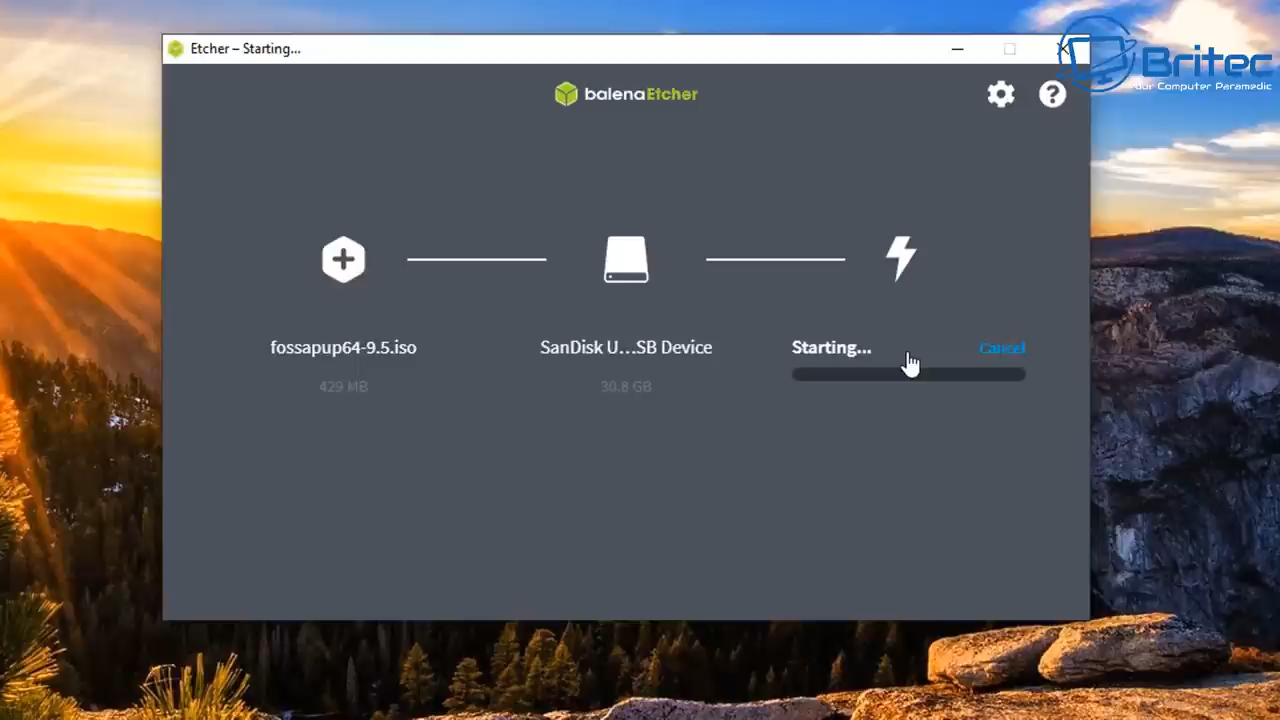 Etcher – Starting...
Britec
our Computer Paramedic
balenaEtcher
fossapup64-9.5.iso
SanDisk U...SB Device
Starting...
Cancel
429 MB
30.8 GB